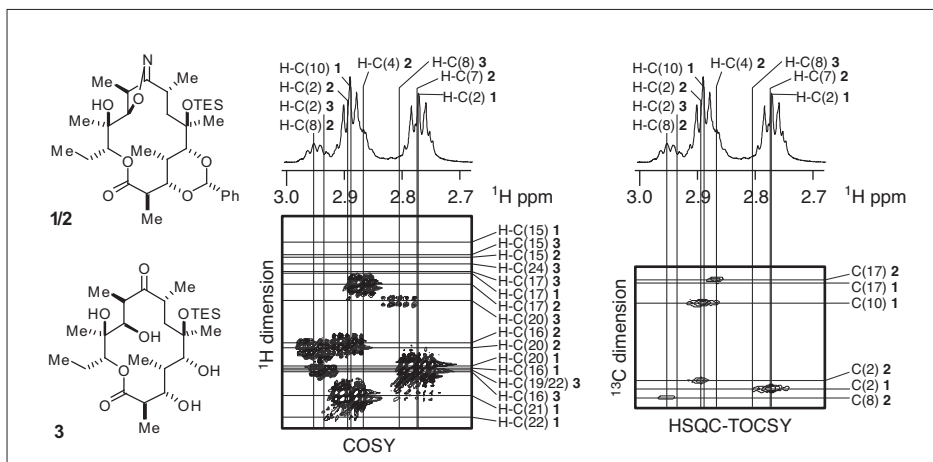 N
Me
Me
O
HO
OTES
Me
Me
Me
Me
O
O
O
O
Ph
Me
1/2
O
Me
Me
HO
OTES
Me
OH
Me
Me
Me
O
OH
O
OH
Me
3
H-C(10) 1
H-C(2) 2
H-C(2) 3
H-C(8) 2
H-C(4) 2
H-C(8) 3
H-C(7) 2
H-C(2) 1
3.0 2.9 2.8 2.7
1H ppm
1H dimension
H-C(15) 1
H-C(15) 3
H-C(15) 2
H-C(24) 3
H-C(17) 3
H-C(17) 1
H-C(17) 2
H-C(20) 3
H-C(16) 2
H-C(20) 2
H-C(20) 1
H-C(16) 1
H-C(19/22) 3
H-C(16) 3
H-C(21) 1
H-C(22) 1
COSY
H-C(10) 1
H-C(2) 2
H-C(2) 3
H-C(8) 2
H-C(4) 2
H-C(8) 3
H-C(7) 2
H-C(2) 1
3.0 2.9 2.8 2.7
1H ppm
13C dimension
C(17) 2
C(17) 1
C(10) 1
C(2) 2
C(2) 1
C(8) 2
HSQC-TOCSY